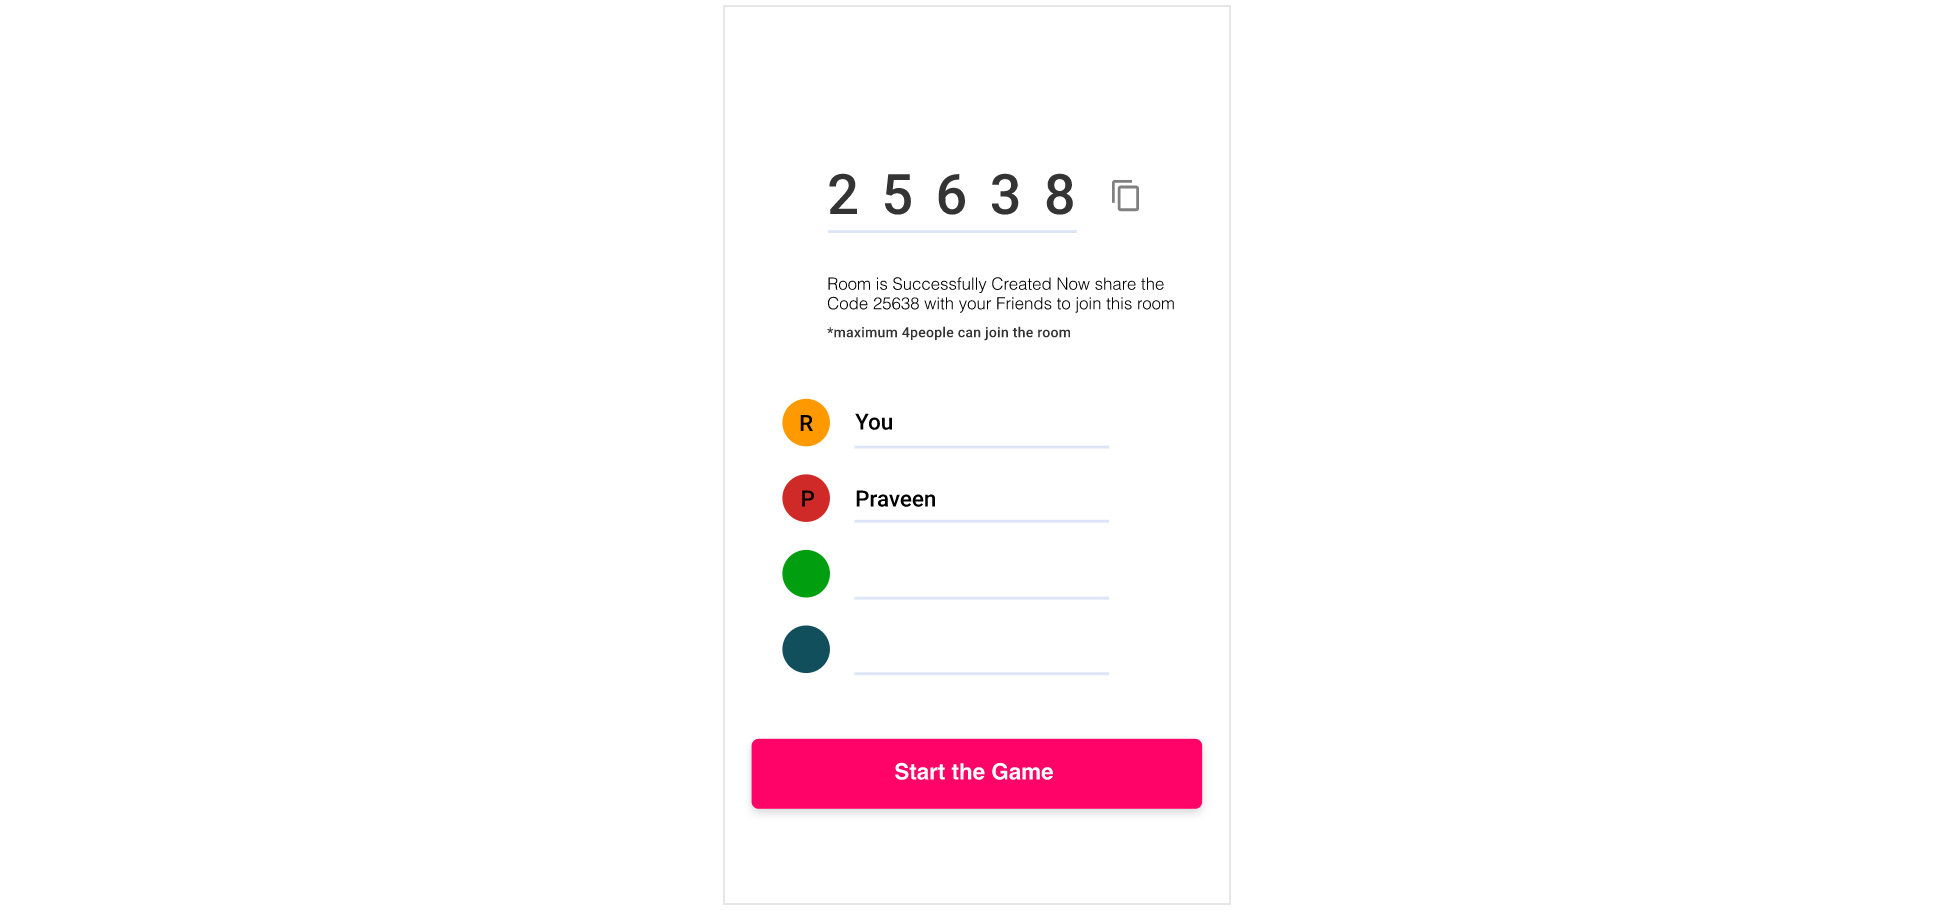 2 5 6 3 8
Room is Successfully Created Now share the
Code 25638 with your Friends to join this room
*maximum 4people can join the room
R You
P Praveen
Start the Game